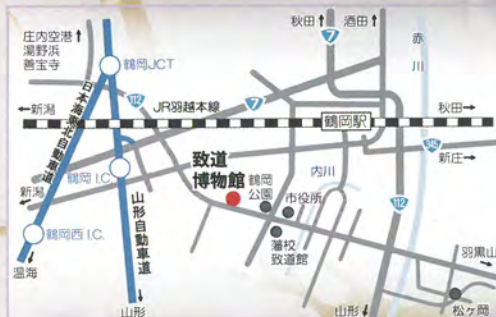 庄内空港↑
湯野浜
善宝寺
鶴岡JCT
秋田↑
酒田↑
7
赤川
112
JR羽越本線
7
←新潟
鶴岡駅
秋田→
345
日本海東北自動車道
致道
博物館
鶴岡
公園
内川
新庄→
鶴岡I.C.
市役所
新潟
112
鶴岡西I.C.
山形自動車道
藩校
致道館
羽黒山
温海
山形
山形↓
松ヶ岡